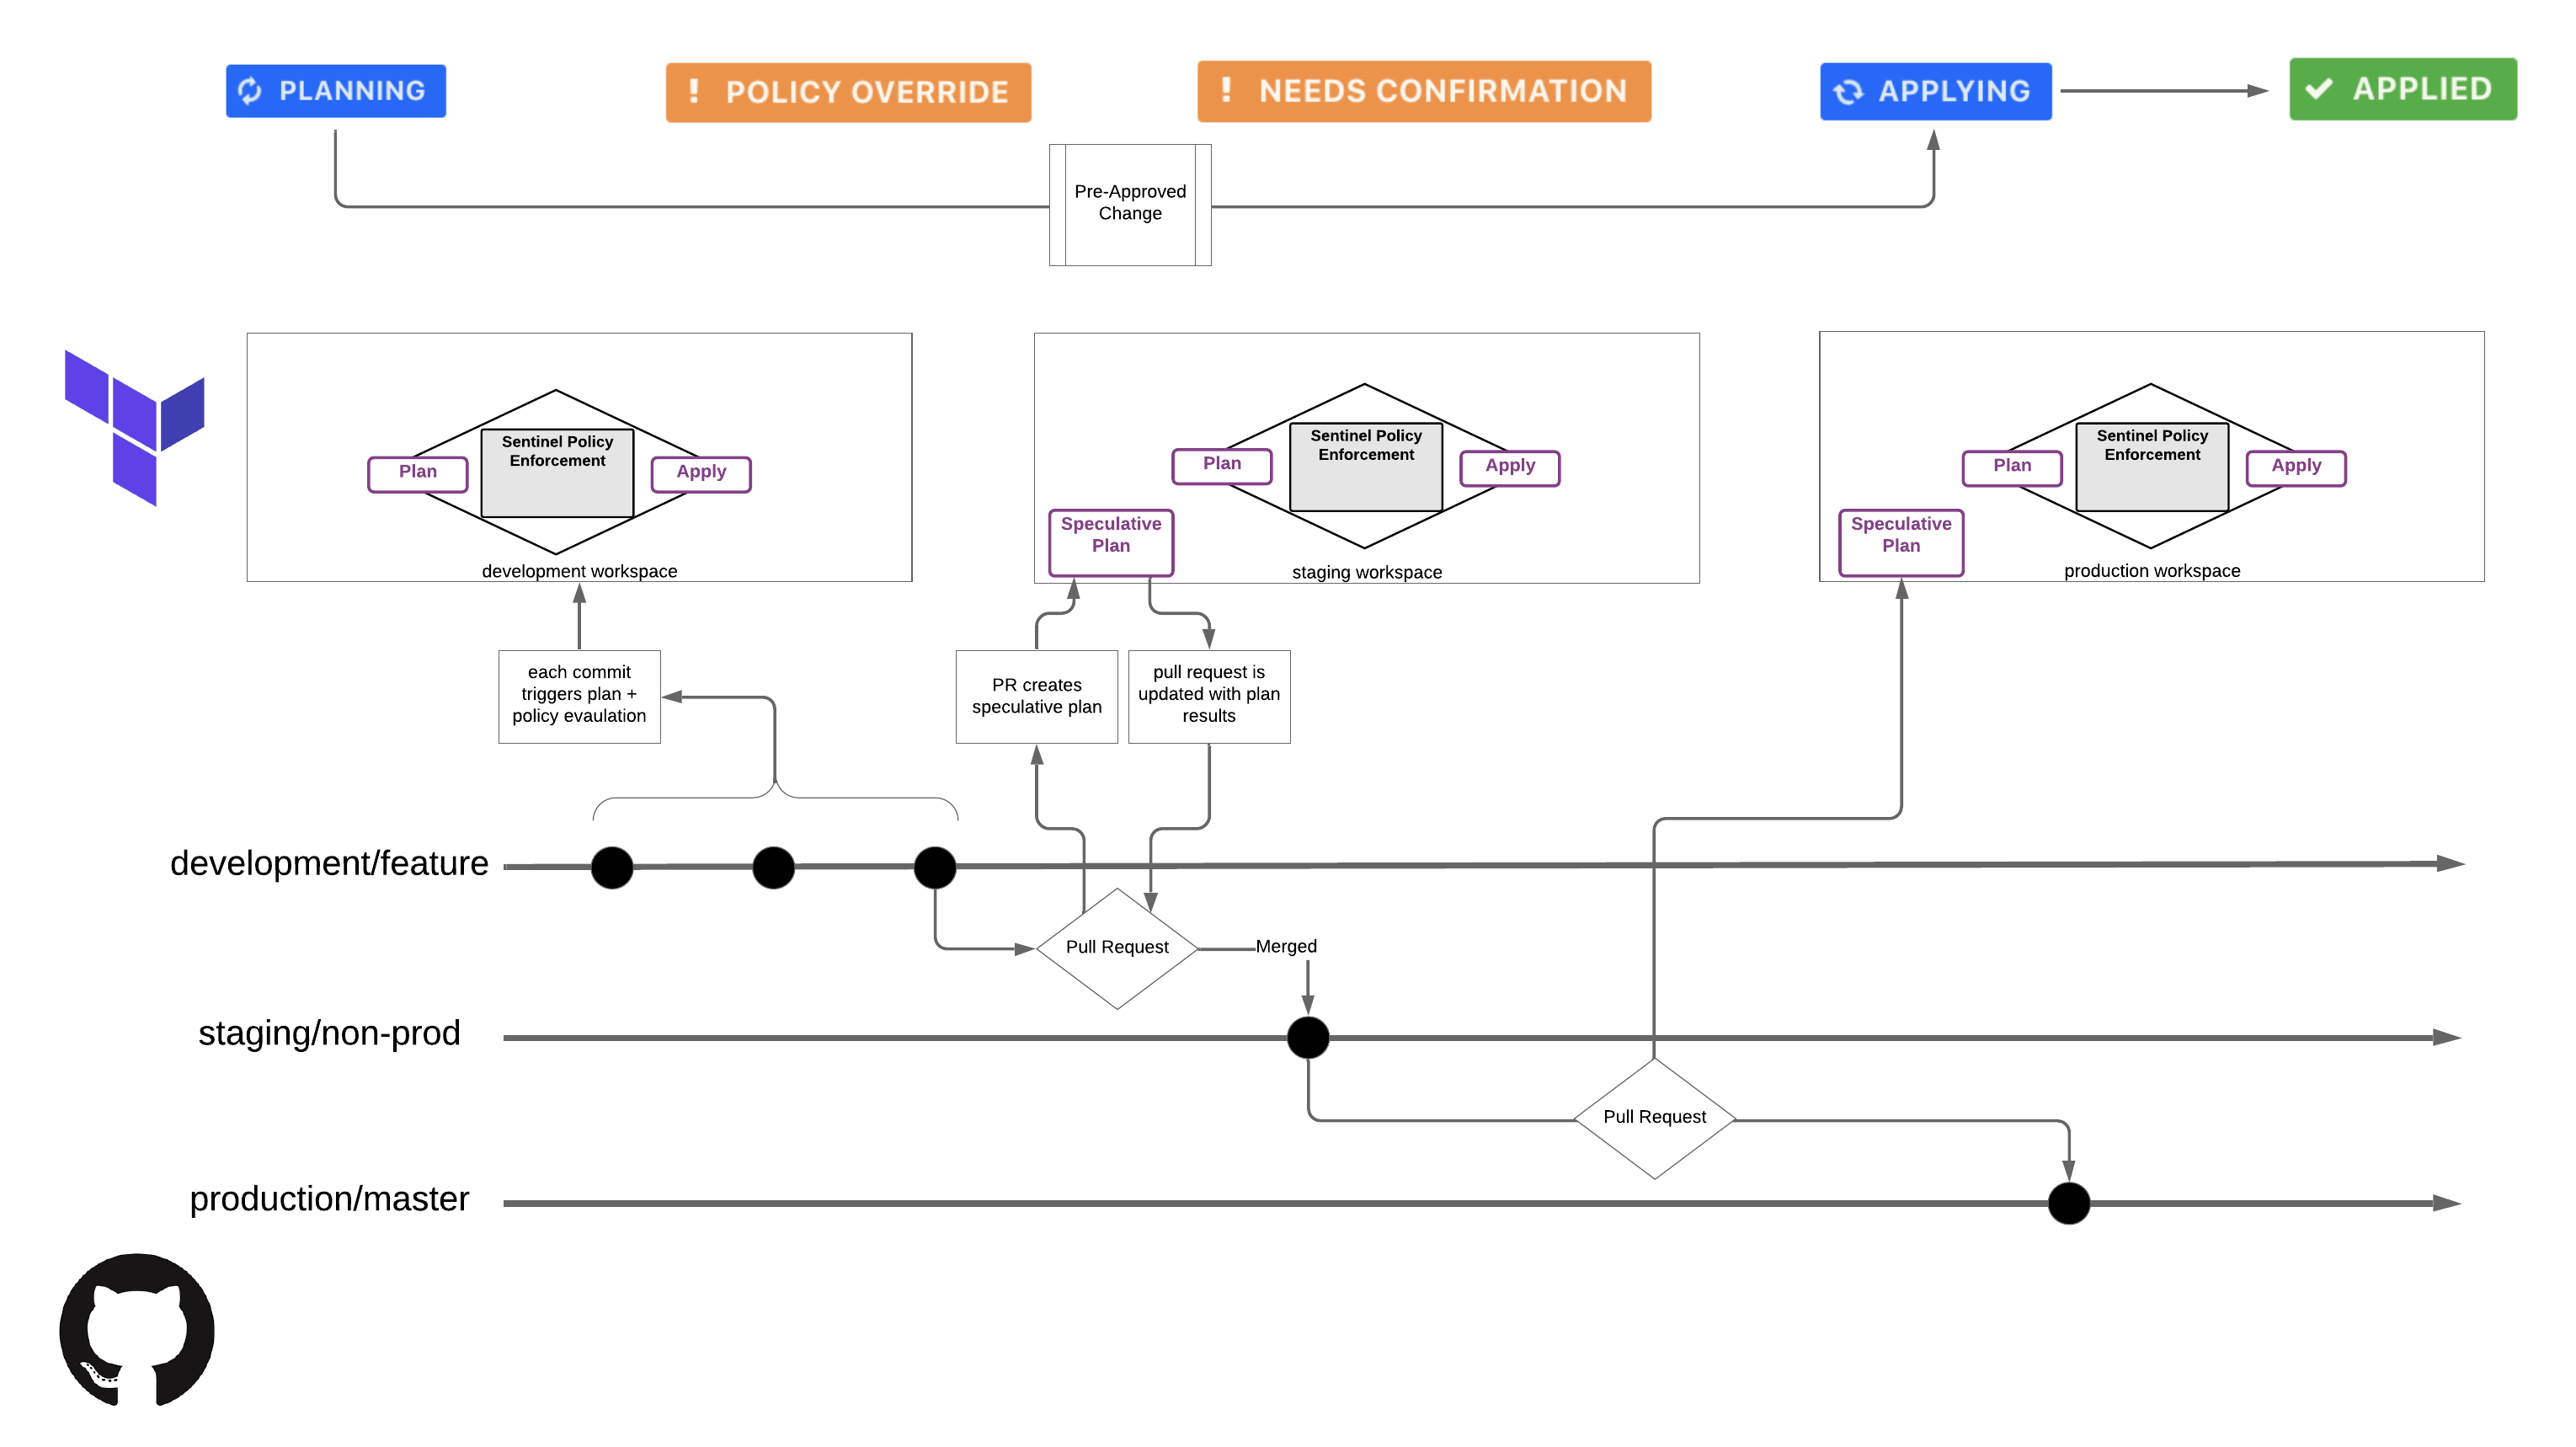 PLANNING
! POLICY OVERRIDE
! NEEDS CONFIRMATION
APPLYING
APPLIED
Pre-Approved
Change
Sentinel Policy
Enforcement
Plan
Apply
development workspace
Sentinel Policy
Enforcement
Plan
Apply
Speculative
Plan
staging workspace
Sentinel Policy
Enforcement
Plan
Apply
Speculative
Plan
production workspace
each commit
triggers plan +
policy evaulation
PR creates
speculative plan
pull request is
updated with plan
results
development/feature
Pull Request
Merged
staging/non-prod
Pull Request
production/master